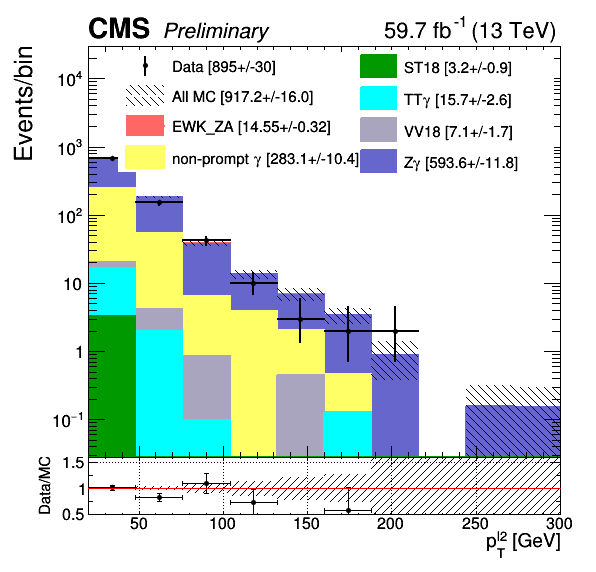 CMS Preliminary 59.7 fb⁻¹ (13 TeV)
Events/bin
Data [895+/-30]
All MC [917.2+/-16.0]
EWK_ZA [14.55+/-0.32]
non-prompt γ [283.1+/-10.4]
ST18 [3.2+/-0.9]
TTγ [15.7+/-2.6]
VV18 [7.1+/-1.7]
Zγ [593.6+/-11.8]
10⁴
10³
10²
10
1
10⁻¹
Data/MC
1.5
1
0.5
50 100 150 200 250 300
p_T^l2 [GeV]